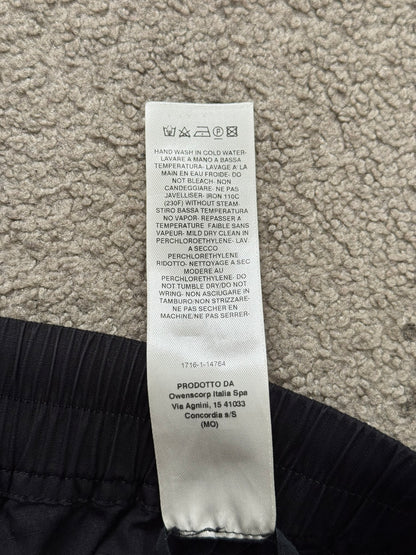 HAND WASH IN COLD WATER-
LAVARE A MANO A BASSA
TEMPERATURA- LAVAGE A LA
MAIN EN EAU FROIDE- DO
NOT BLEACH- NON
CANDEGGIARE- NE PAS
JAVELLISER- IRON 110C
(230F) WITHOUT STEAM-
STIRO BASSA TEMPERATURA
NO VAPOR- REPASSER A
TEMPERATURE FAIBLE SANS
VAPEUR- MILD DRY CLEAN IN
PERCHLOROETHYLENE- LAV.
A SECCO
PERCHLORETHYLENE
RIDOTTO- NETTOYAGE A SEC
MODERE AU
PERCHLORETHYLENE- DO
NOT TUMBLE DRY/DO NOT
WRING- NON ASCIUGARE IN
TAMBURO/NON STRIZZARE-
NE PAS SECHER EN
MACHINE/NE PAS SERRER-
1716-1-14764
PRODOTTO DA
Owenscorp Italia Spa
Via Agnini, 15 41033
Concordia s/S
(MO)